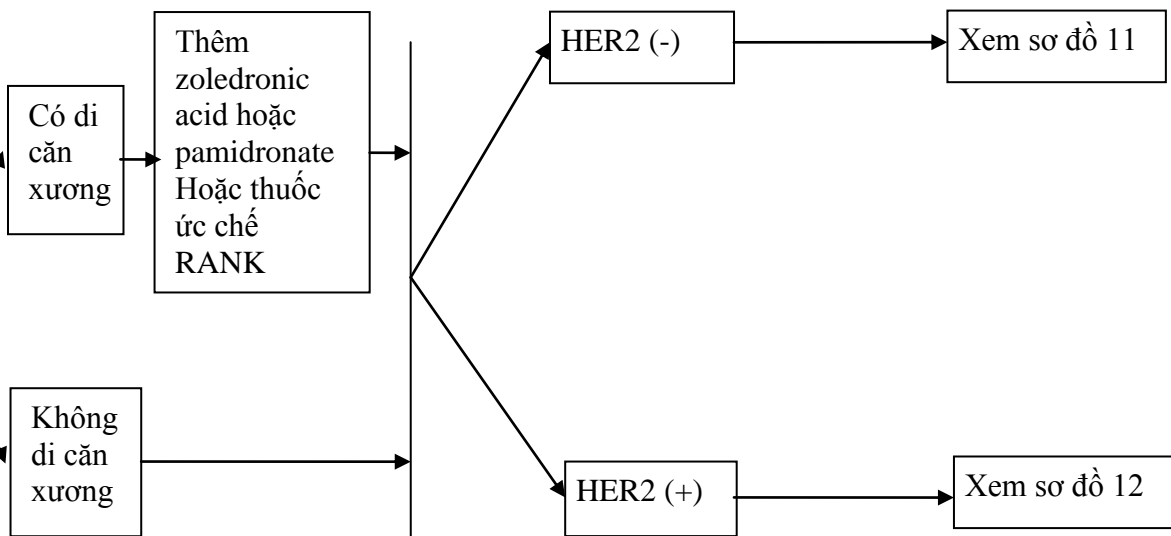 Có di
căn
xương
Thêm
zoledronic
acid hoặc
pamidronate
Hoặc thuốc
ức chế
RANK
HER2 (-)
Xem sơ đồ 11
Không
di căn
xương
HER2 (+)
Xem sơ đồ 12